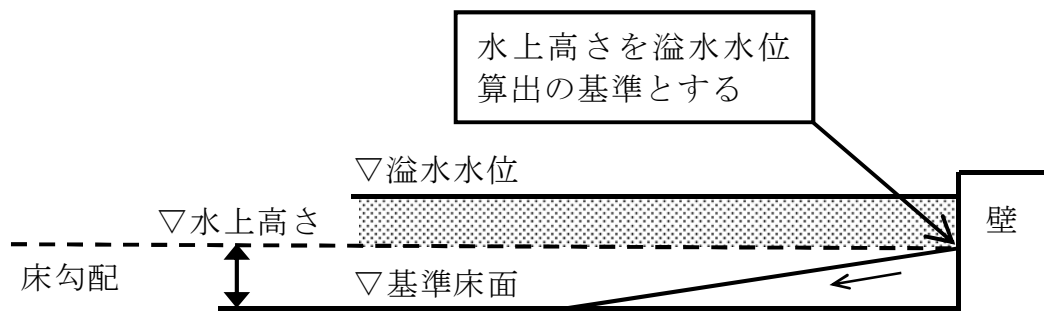 水上高さを溢水水位
算出の基準とする
▽溢水水位
▽水上高さ
壁
床勾配
▽基準床面